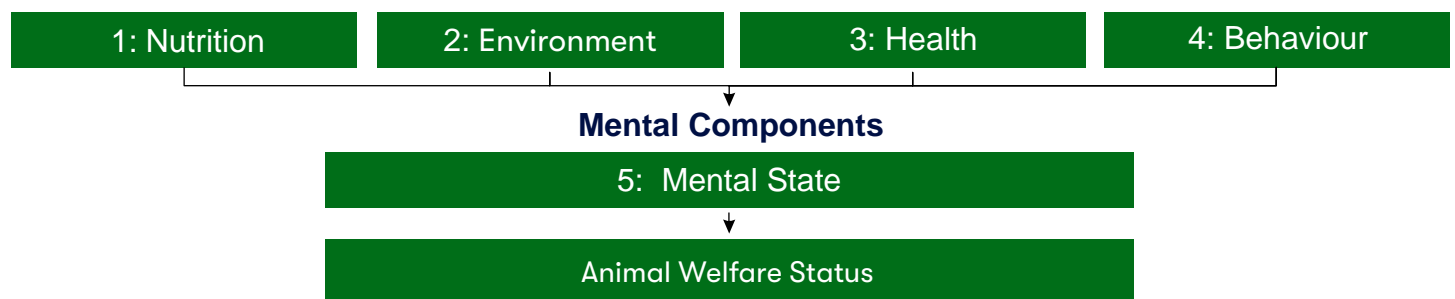 1: Nutrition
2: Environment
3: Health
4: Behaviour
Mental Components
5: Mental State
Animal Welfare Status